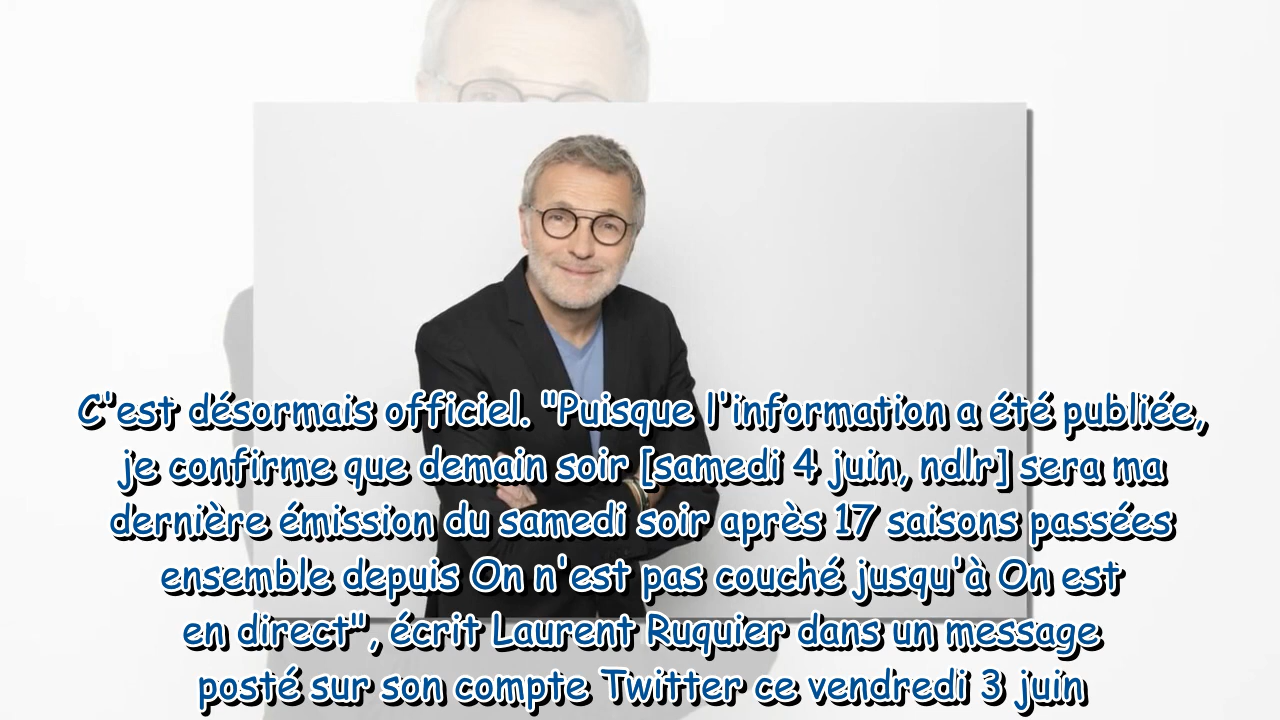 C'est désormais officiel. "Puisque l'information a été publiée,
je confirme que demain soir [samedi 4 juin, ndlr] sera ma
dernière émission du samedi soir après 17 saisons passées
ensemble depuis On n'est pas couché jusqu'à On est
en direct", écrit Laurent Ruquier dans un message
posté sur son compte Twitter ce vendredi 3 juin